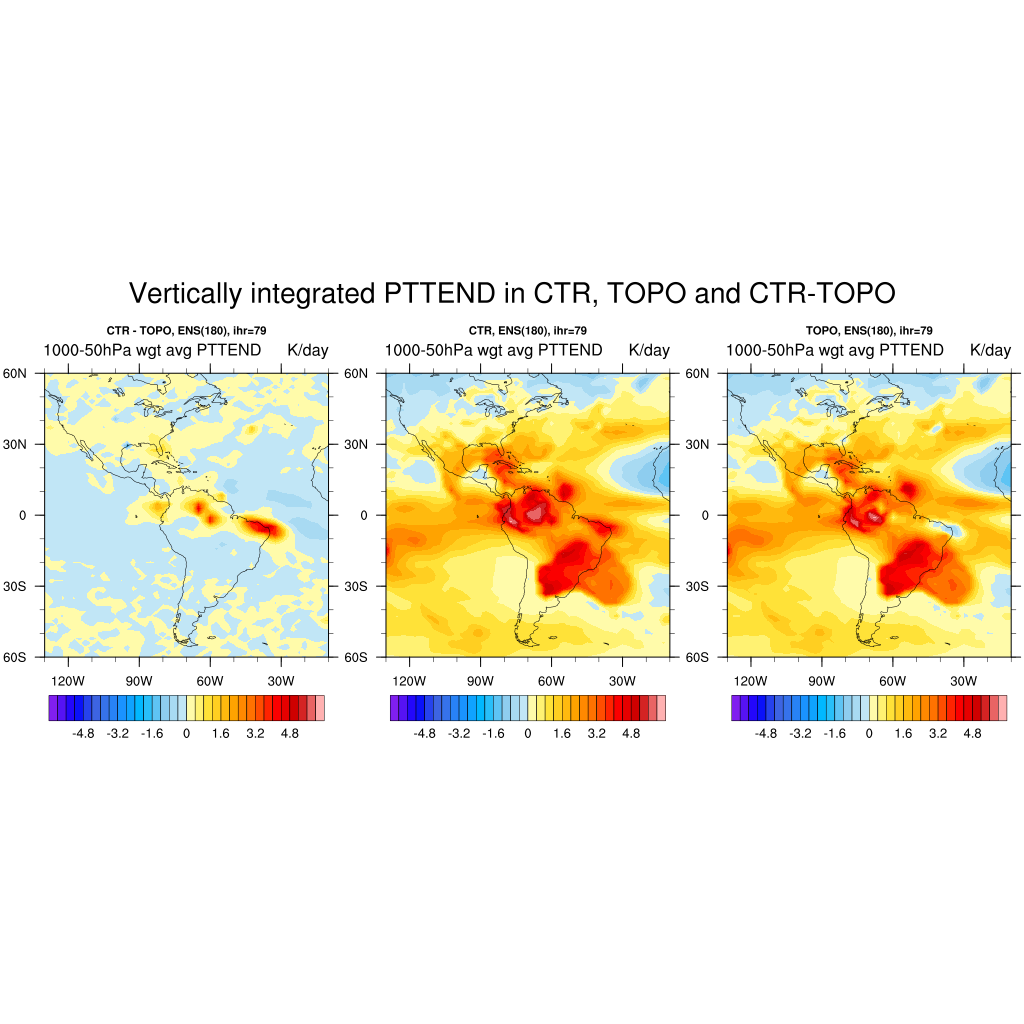 Vertically integrated PTTEND in CTR, TOPO and CTR-TOPO
CTR - TOPO, ENS(180), ihr=79
1000-50hPa wgt avg PTTEND K/day
60N
30N
0
30S
60S
120W 90W 60W 30W
-4.8 -3.2 -1.6 0 1.6 3.2 4.8
CTR, ENS(180), ihr=79
1000-50hPa wgt avg PTTEND K/day
60N
30N
0
30S
60S
120W 90W 60W 30W
-4.8 -3.2 -1.6 0 1.6 3.2 4.8
TOPO, ENS(180), ihr=79
1000-50hPa wgt avg PTTEND K/day
60N
30N
0
30S
60S
120W 90W 60W 30W
-4.8 -3.2 -1.6 0 1.6 3.2 4.8